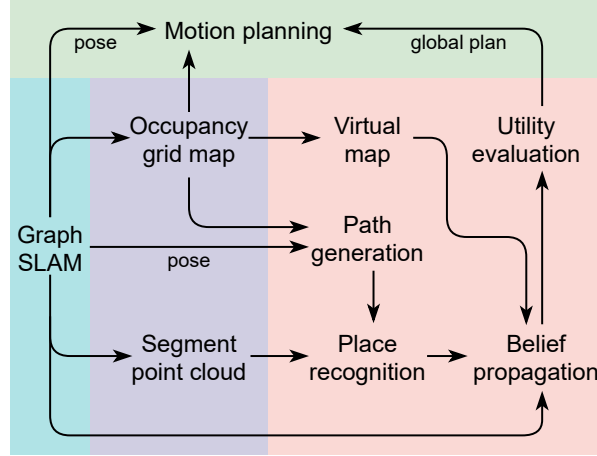 Motion planning
pose
global plan
Occupancy
grid map
Virtual
map
Utility
evaluation
Graph
SLAM
Path
generation
pose
Segment
point cloud
Place
recognition
Belief
propagation